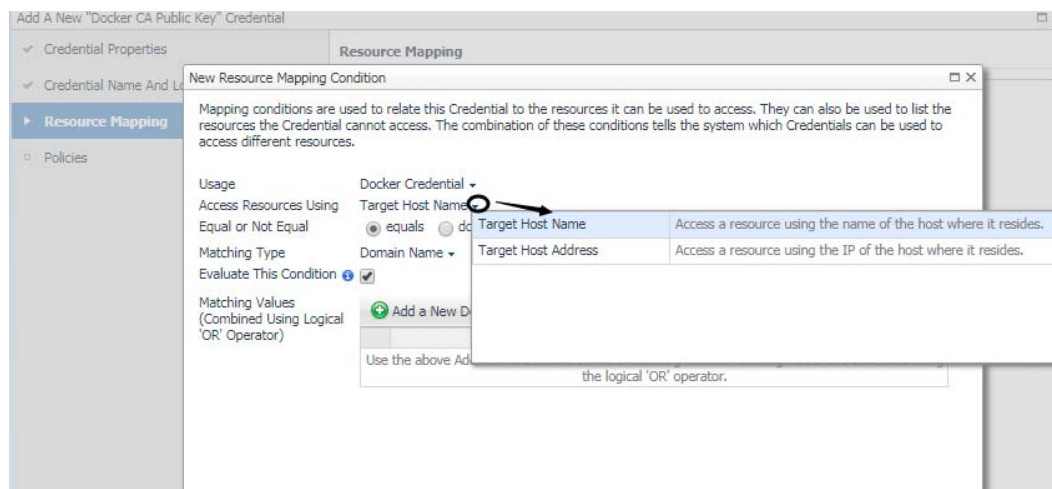 Add A New "Docker CA Public Key" Credential
Credential Properties
Resource Mapping
Credential Name And Lo
New Resource Mapping Condition
Resource Mapping
Policies
Mapping conditions are used to relate this Credential to the resources it can be used to access. They can also be used to list the
resources the Credential cannot access. The combination of these conditions tells the system which Credentials can be used to
access different resources.
Usage Docker Credential
Access Resources Using Target Host Name
Equal or Not Equal equals do
Target Host Name Access a resource using the name of the host where it resides.
Target Host Address Access a resource using the IP of the host where it resides.
Matching Type Domain Name
Evaluate This Condition
Matching Values
(Combined Using Logical
'OR' Operator)
Add a New D
Use the above Ad
the logical 'OR' operator.